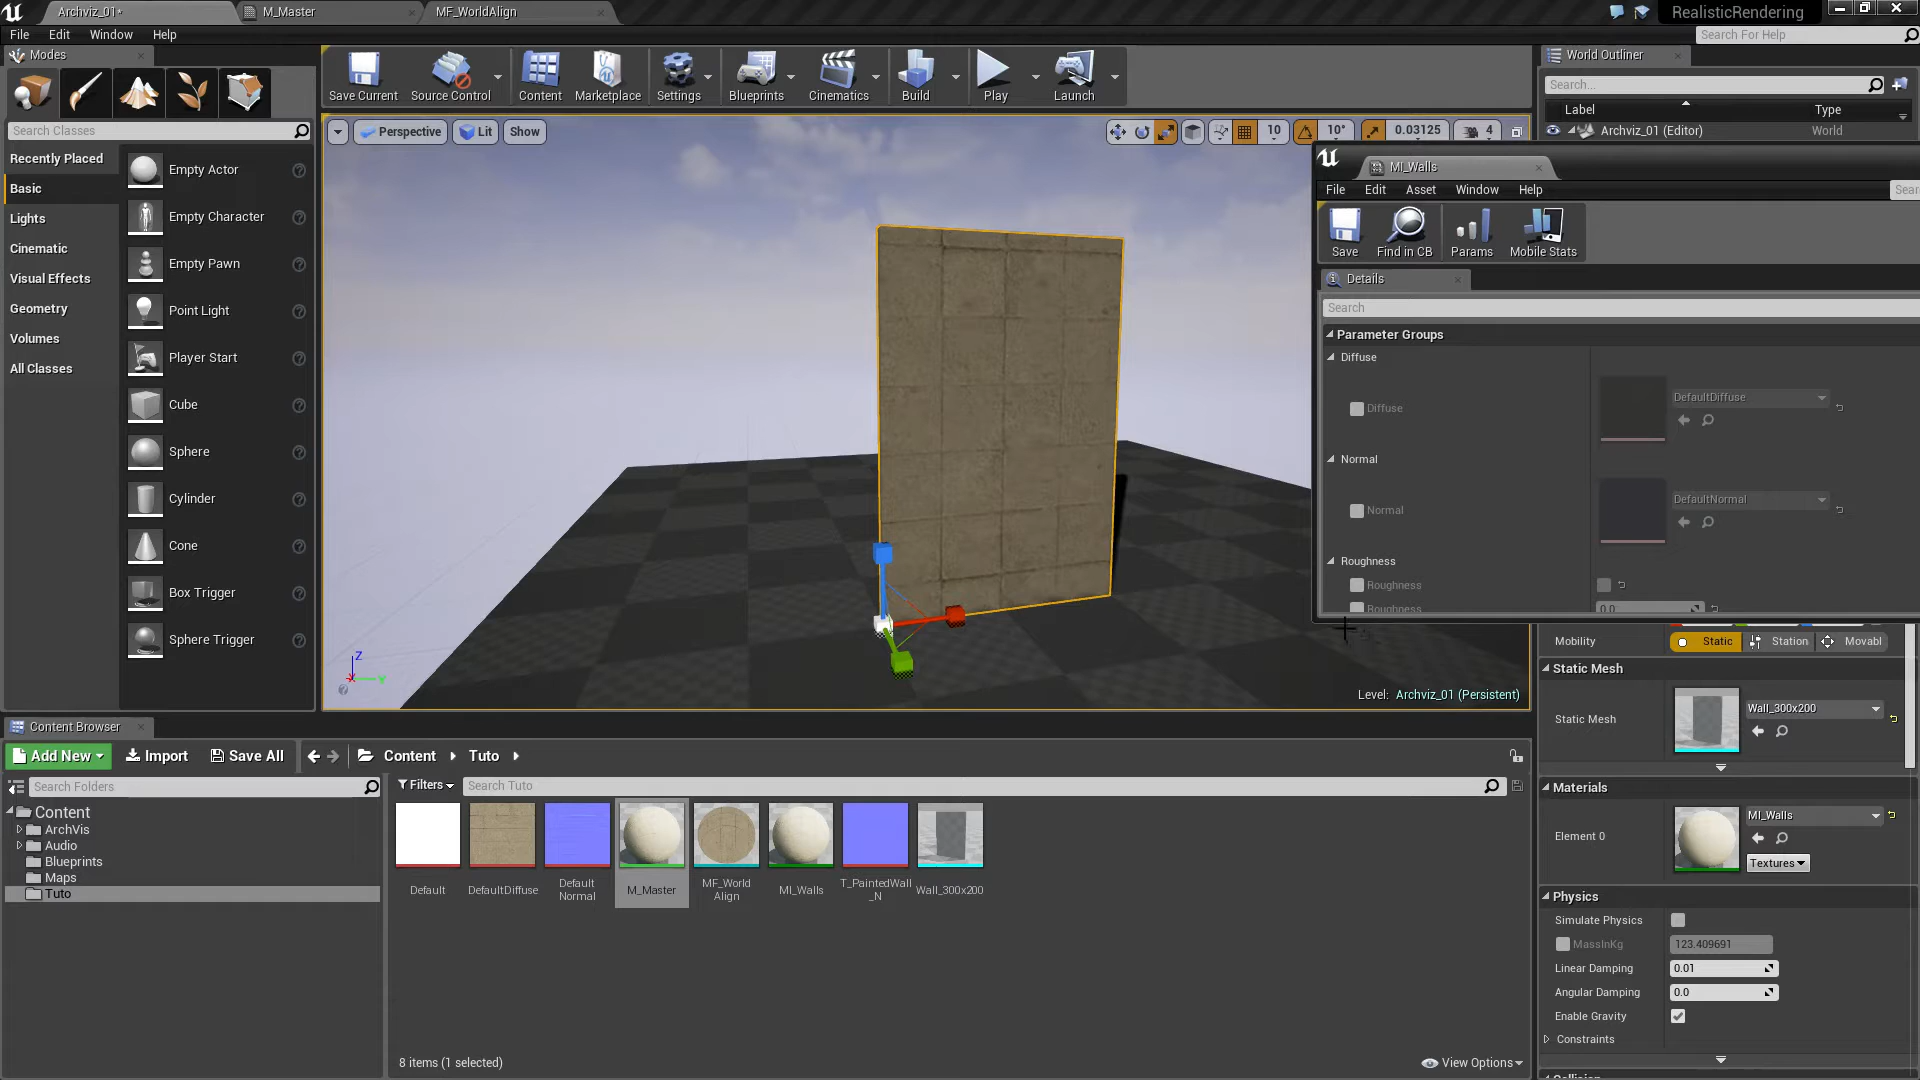 Archviz_01*
M_Master
MF_WorldAlign
RealisticRendering
File Edit Window Help
Search For Help
Modes
Search Classes
Recently Placed
Basic
Lights
Cinematic
Visual Effects
Geometry
Volumes
All Classes
Empty Actor
Empty Character
Empty Pawn
Point Light
Player Start
Cube
Sphere
Cylinder
Cone
Box Trigger
Sphere Trigger
Save Current
Source Control
Content
Marketplace
Settings
Blueprints
Cinematics
Build
Play
Launch
Perspective
Lit
Show
10
10°
0.03125
4
Z
Level: Archviz_01 (Persistent)
World Outliner
Search...
Label Type
Archviz_01 (Editor) World
MI_Walls
File Edit Asset Window Help
Sear
Save
Find in CB
Params
Mobile Stats
Details
Search
Parameter Groups
Diffuse
Diffuse
DefaultDiffuse
Normal
Normal
DefaultNormal
Roughness
Roughness
Roughness
0.0
Mobility Static Station Movabl
Static Mesh
Static Mesh
Wall_300x200
Materials
Element 0
MI_Walls
Textures
Physics
Simulate Physics
MassInKg 123.409691
Linear Damping 0.01
Angular Damping 0.0
Enable Gravity
Constraints
Content Browser
Add New Import Save All Content Tuto
Search Folders
Filters
Search Tuto
Content
ArchVis
Audio
Blueprints
Maps
Tuto
Default
DefaultDiffuse
Default
Normal
M_Master
MF_World
Align
MI_Walls
T_PaintedWall
_N
Wall_300x200
8 items (1 selected)
View Options